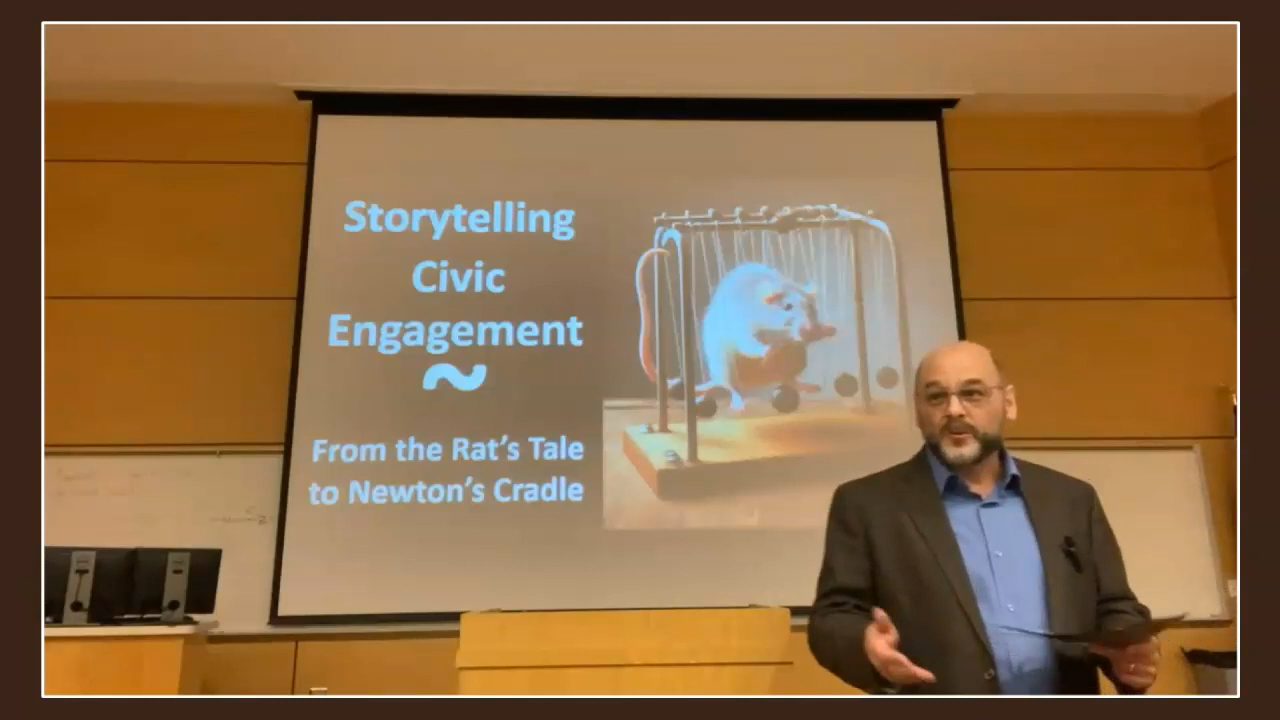 Storytelling
Civic
Engagement
~
From the Rat's Tale
to Newton's Cradle